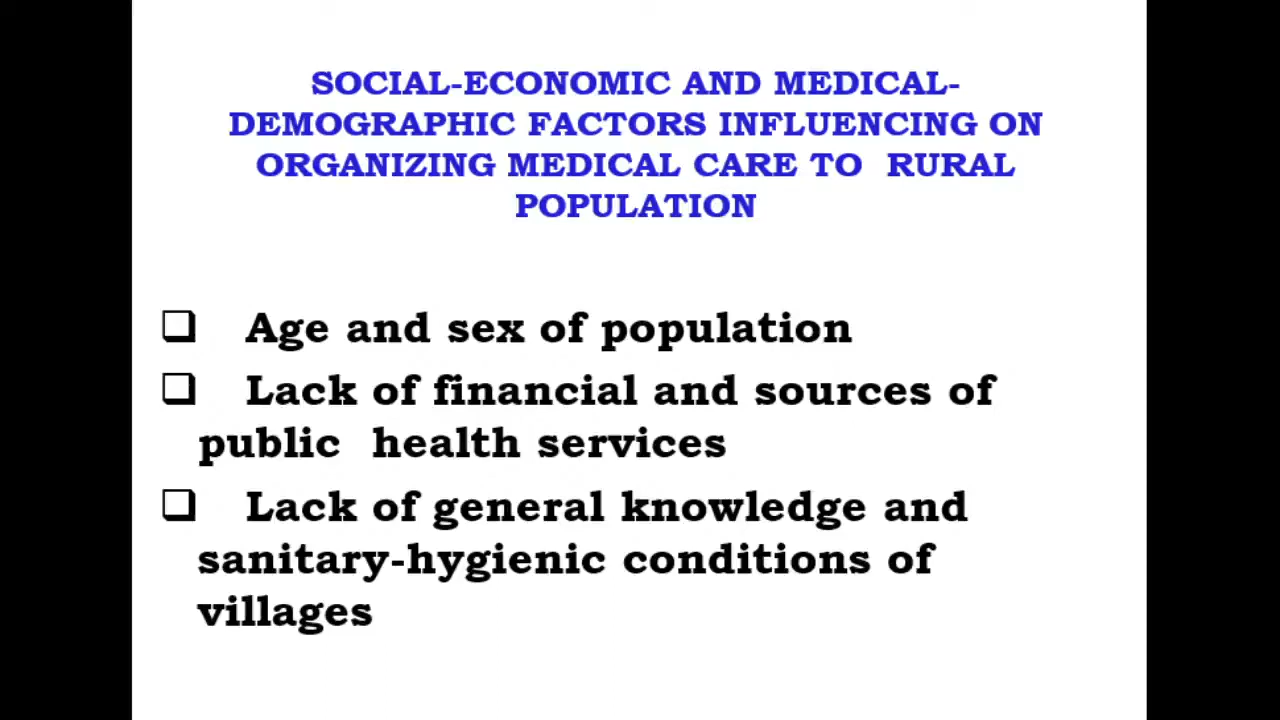 SOCIAL-ECONOMIC AND MEDICAL-
DEMOGRAPHIC FACTORS INFLUENCING ON
ORGANIZING MEDICAL CARE TO RURAL
POPULATION
❑ Age and sex of population
❑ Lack of financial and sources of
public health services
❑ Lack of general knowledge and
sanitary-hygienic conditions of
villages